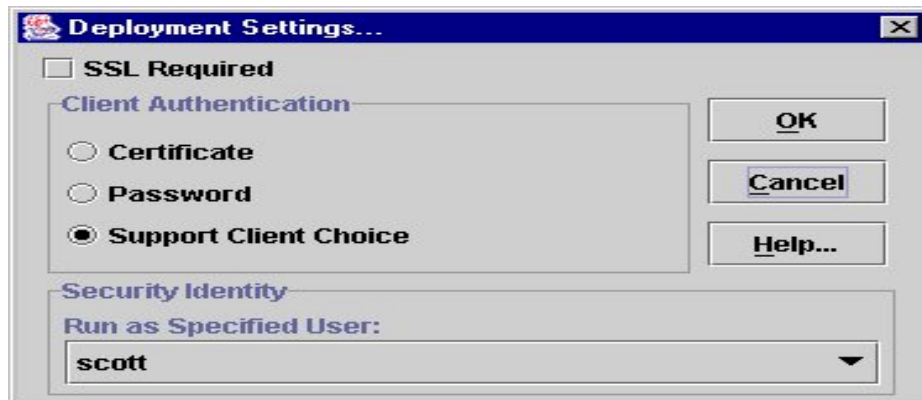 Deployment Settings...
SSL Required
Client Authentication
Certificate
Password
Support Client Choice
OK
Cancel
Help...
Security Identity
Run as Specified User:
scott